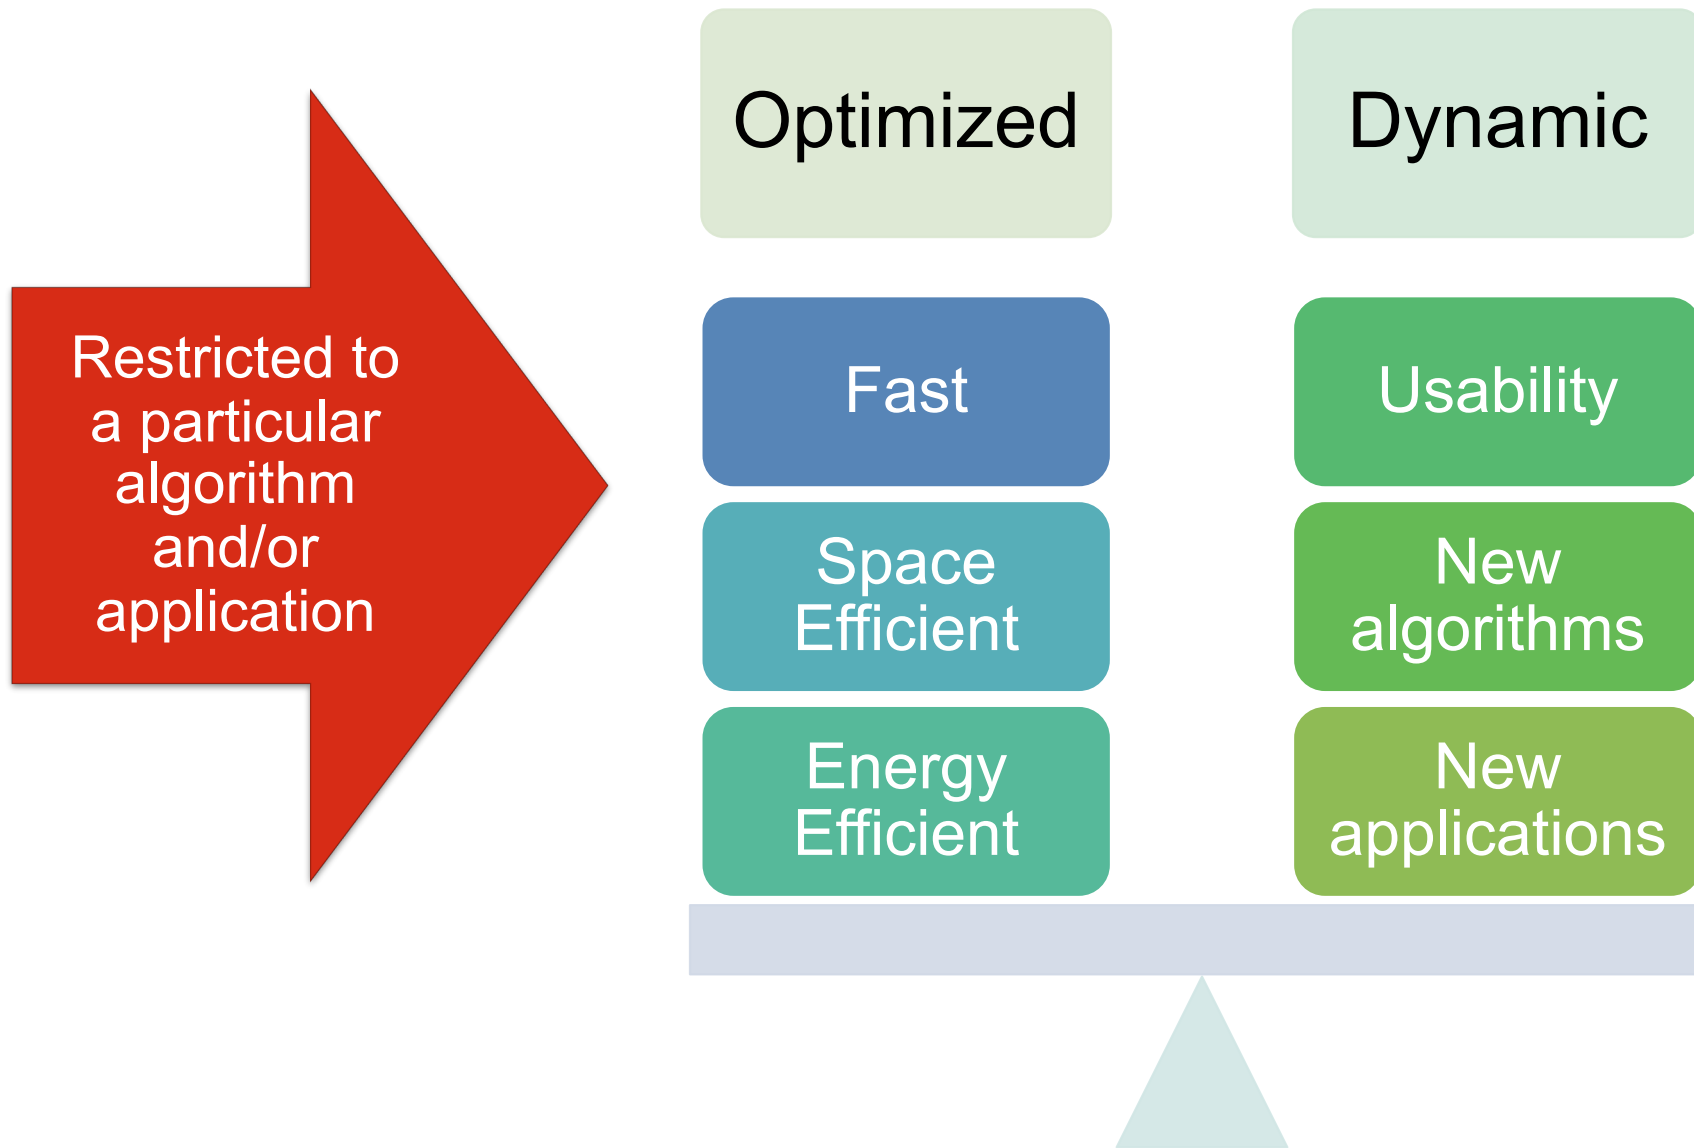 Restricted to
a particular
algorithm
and/or
application
Optimized
Fast
Space
Efficient
Energy
Efficient
Dynamic
Usability
New
algorithms
New
applications